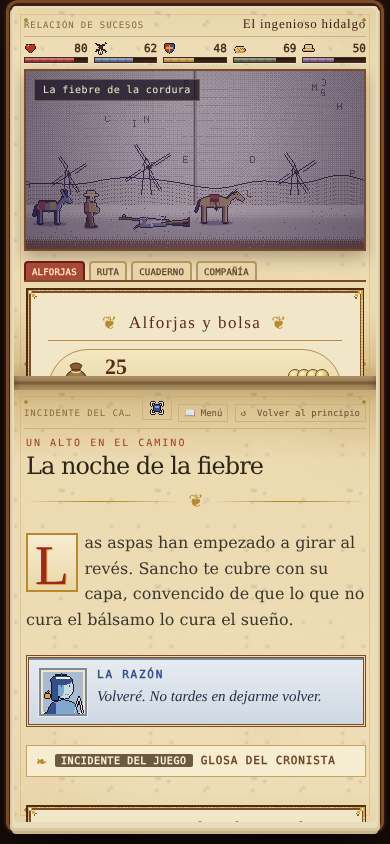 RELACIÓN DE SUCESOS
El ingenioso hidalgo
80 62 48 69 50
La fiebre de la cordura
M J
G
H
C I N
E D P
L
ALFORJAS RUTA CUADERNO COMPAÑÍA
❦ Alforjas y bolsa ❦
25
INCIDENTE DEL CA… 📖 Menú ↺ Volver al principio
UN ALTO EN EL CAMINO
La noche de la fiebre
Las aspas han empezado a girar al
revés. Sancho te cubre con su
capa, convencido de que lo que no
cura el bálsamo lo cura el sueño.
LA RAZÓN
Volveré. No tardes en dejarme volver.
❧ INCIDENTE DEL JUEGO GLOSA DEL CRONISTA